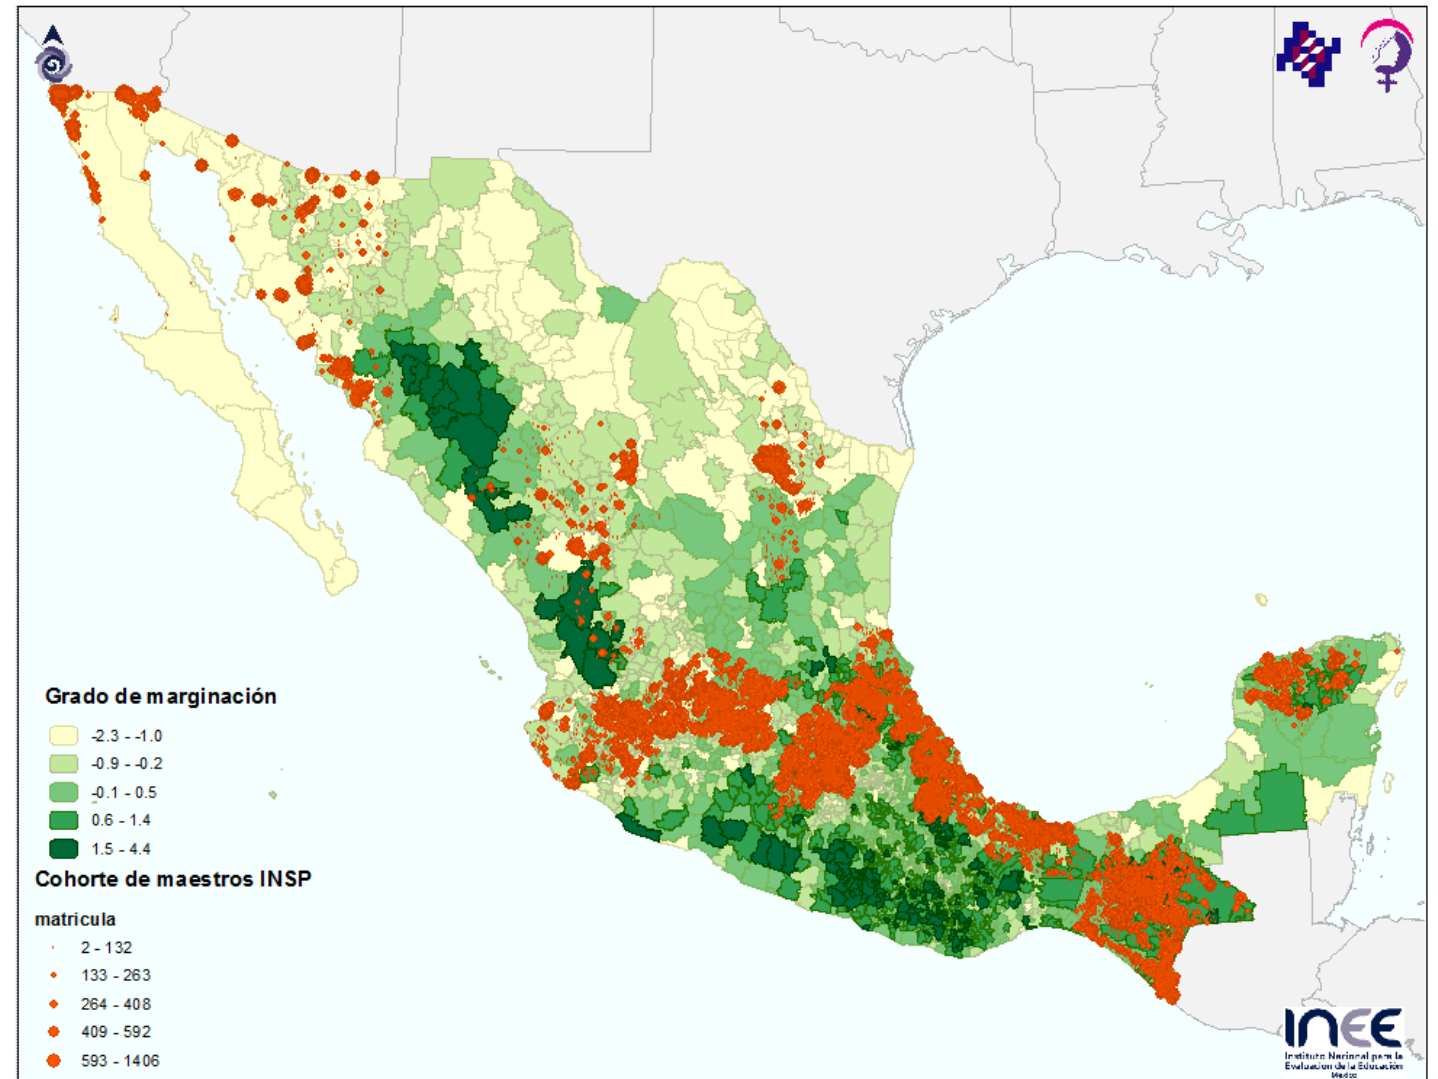 Grado de marginación
-2.3 - -1.0
-0.9 - -0.2
-0.1 - 0.5
0.6 - 1.4
1.5 - 4.4
Cohorte de maestros INSP
matricula
2 - 132
133 - 263
264 - 408
409 - 592
593 - 1406
INEE
Instituto Nacional para la
Evaluacion de la Educación
México